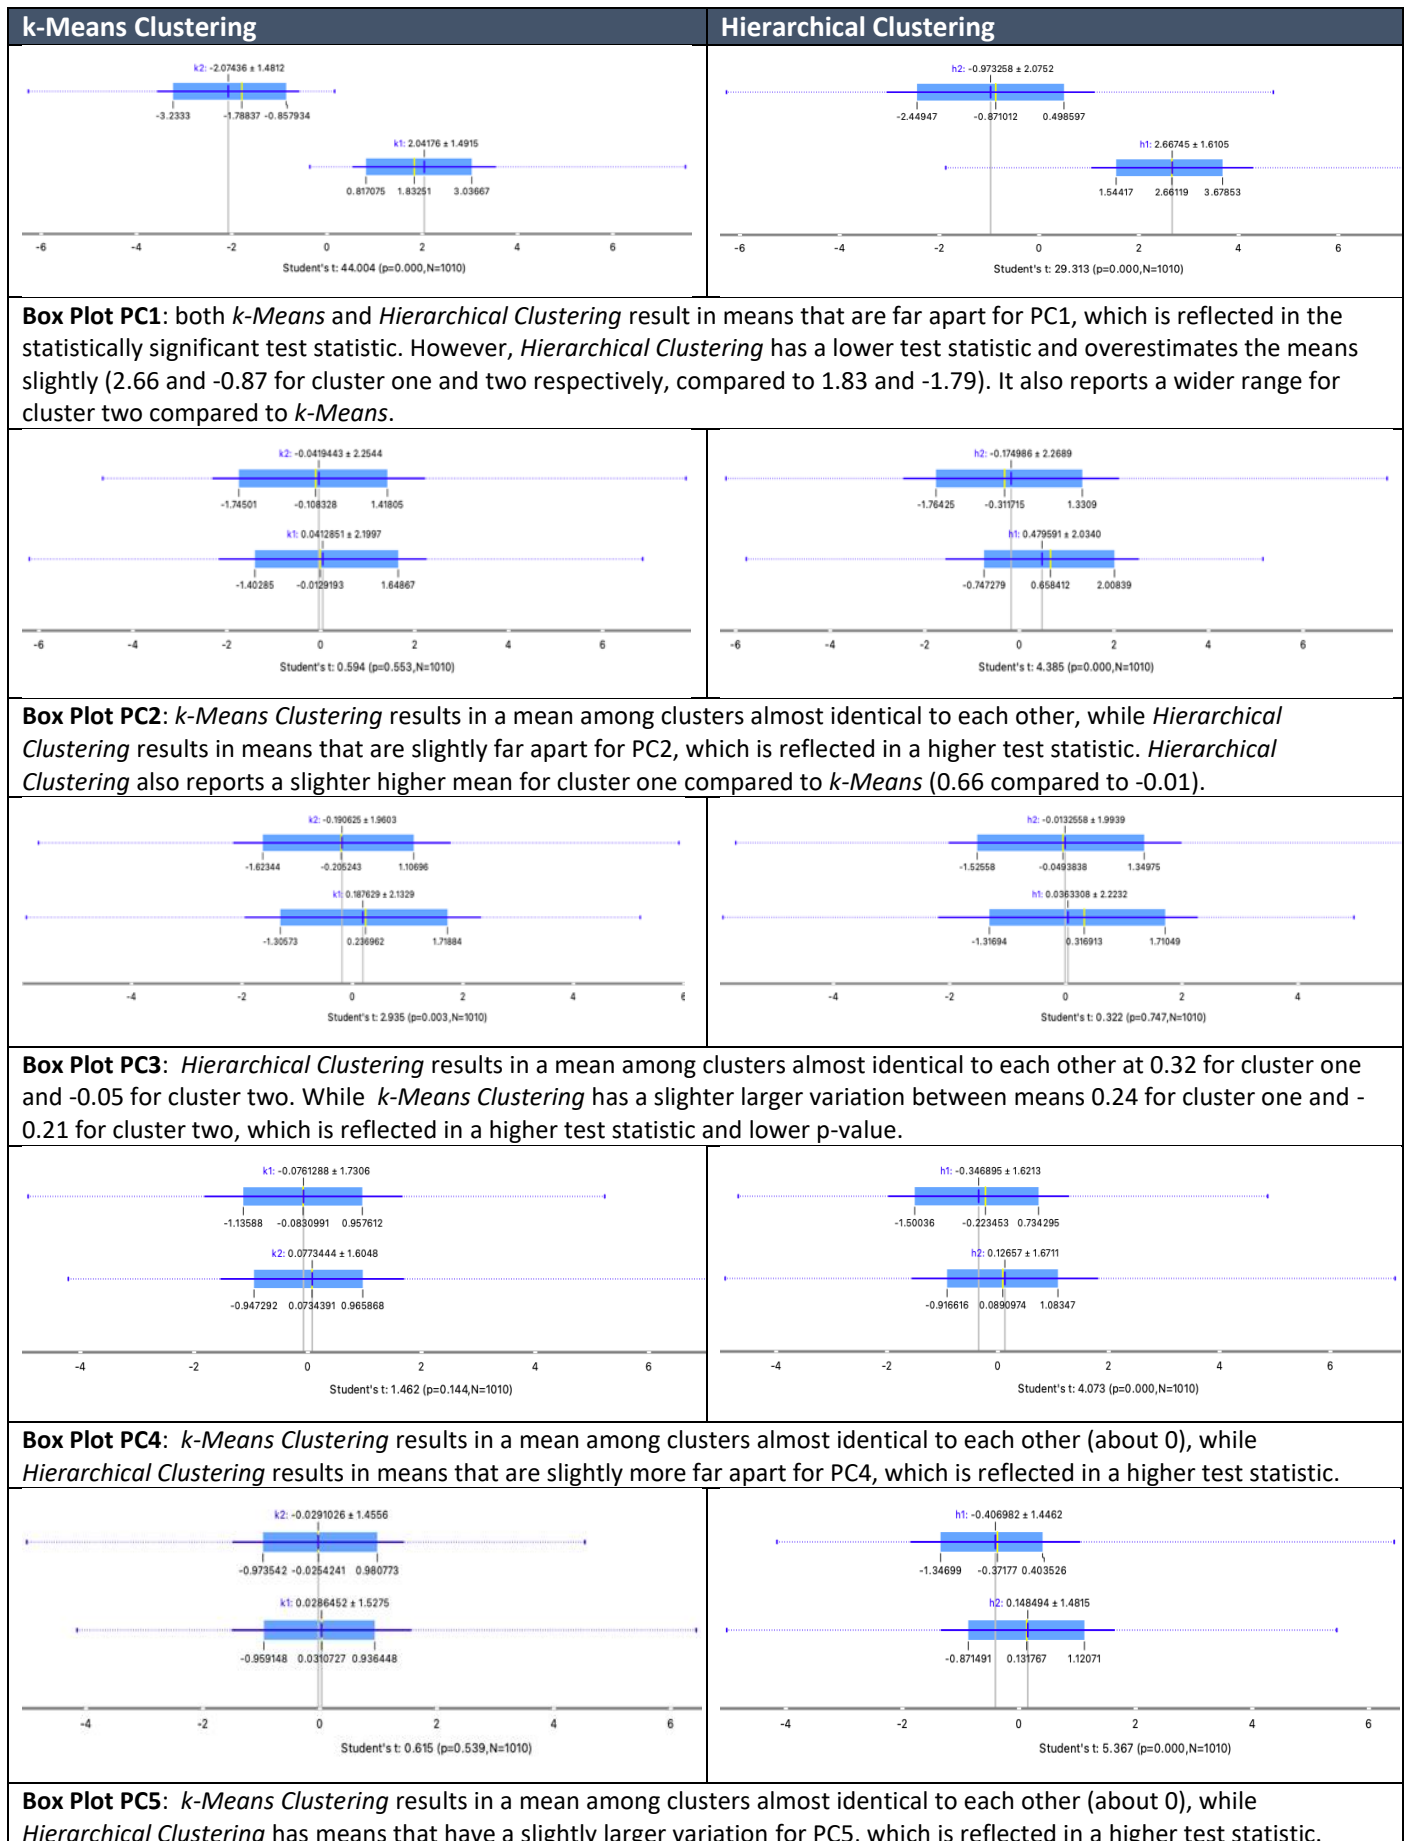 k-Means Clustering
Hierarchical Clustering
k2: -2.07436 ± 1.4812
-3.2333 -1.78837 -0.857934
k1: 2.04176 ± 1.4915
0.817075 1.83251 3.03667
-6 -4 -2 0 2 4 6
Student's t: 44.004 (p=0.000,N=1010)
h2: -0.973258 ± 2.0752
-2.44947 -0.871012 0.498597
h1: 2.66745 ± 1.6105
1.54417 2.66119 3.67853
-6 -4 -2 0 2 4 6
Student's t: 29.313 (p=0.000,N=1010)
Box Plot PC1: both k-Means and Hierarchical Clustering result in means that are far apart for PC1, which is reflected in the
statistically significant test statistic. However, Hierarchical Clustering has a lower test statistic and overestimates the means
slightly (2.66 and -0.87 for cluster one and two respectively, compared to 1.83 and -1.79). It also reports a wider range for
cluster two compared to k-Means.
k2: -0.0419443 ± 2.2544
-1.74501 -0.108328 1.41805
k1: 0.0412851 ± 2.1997
-1.40285 -0.0129193 1.64867
-6 -4 -2 0 2 4 6
Student's t: 0.594 (p=0.553,N=1010)
h2: -0.174986 ± 2.2689
-1.76425 -0.311715 1.3309
h1: 0.479591 ± 2.0340
-0.747279 0.658412 2.00839
-6 -4 -2 0 2 4 6
Student's t: 4.385 (p=0.000,N=1010)
Box Plot PC2: k-Means Clustering results in a mean among clusters almost identical to each other, while Hierarchical
Clustering results in means that are slightly far apart for PC2, which is reflected in a higher test statistic. Hierarchical
Clustering also reports a slighter higher mean for cluster one compared to k-Means (0.66 compared to -0.01).
k2: -0.190625 ± 1.9603
-1.62344 -0.205243 1.10696
k1: 0.187629 ± 2.1329
-1.30573 0.236962 1.71884
-4 -2 0 2 4 6
Student's t: 2.935 (p=0.003,N=1010)
h2: -0.0132558 ± 1.9939
-1.52558 -0.0493838 1.34975
h1: 0.0363308 ± 2.2232
-1.31694 0.316913 1.71049
-4 -2 0 2 4
Student's t: 0.322 (p=0.747,N=1010)
Box Plot PC3: Hierarchical Clustering results in a mean among clusters almost identical to each other at 0.32 for cluster one
and -0.05 for cluster two. While k-Means Clustering has a slighter larger variation between means 0.24 for cluster one and -
0.21 for cluster two, which is reflected in a higher test statistic and lower p-value.
k1: -0.0761288 ± 1.7306
-1.13588 -0.0830991 0.957612
k2: 0.0773444 ± 1.6048
-0.947292 0.0734391 0.965868
-4 -2 0 2 4 6
Student's t: 1.462 (p=0.144,N=1010)
h1: -0.346895 ± 1.6213
-1.50036 -0.223453 0.734295
h2: 0.12657 ± 1.6711
-0.916616 0.0890974 1.08347
-4 -2 0 2 4 6
Student's t: 4.073 (p=0.000,N=1010)
Box Plot PC4: k-Means Clustering results in a mean among clusters almost identical to each other (about 0), while
Hierarchical Clustering results in means that are slightly more far apart for PC4, which is reflected in a higher test statistic.
k2: -0.0291026 ± 1.4556
-0.973542 -0.0254241 0.980773
k1: 0.0286452 ± 1.5275
-0.959148 0.0310727 0.936448
-4 -2 0 2 4 6
Student's t: 0.615 (p=0.539,N=1010)
h1: -0.406982 ± 1.4462
-1.34699 -0.37177 0.403526
h2: 0.148494 ± 1.4815
-0.871491 0.131767 1.12071
-4 -2 0 2 4 6
Student's t: 5.367 (p=0.000,N=1010)
Box Plot PC5: k-Means Clustering results in a mean among clusters almost identical to each other (about 0), while
Hierarchical Clustering has means that have a slightly larger variation for PC5, which is reflected in a higher test statistic.